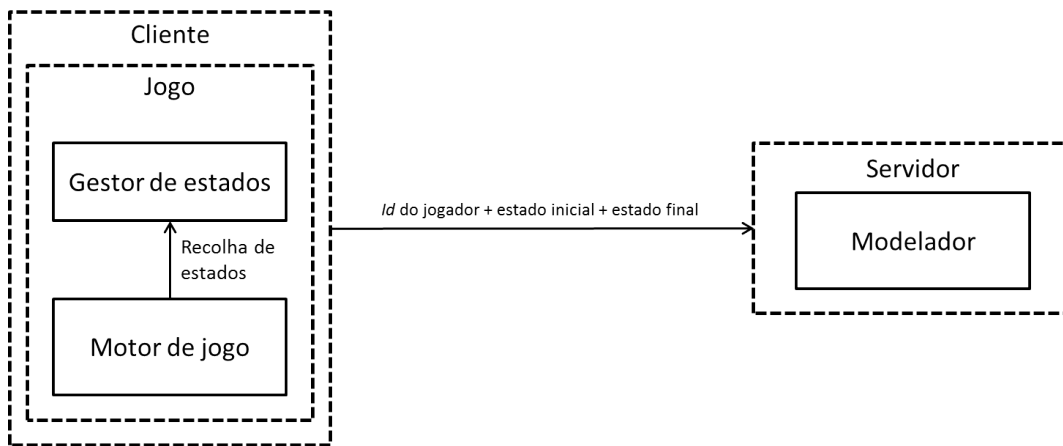 Cliente
Jogo
Gestor de estados
Recolha de
estados
Motor de jogo
Id do jogador + estado inicial + estado final
Servidor
Modelador